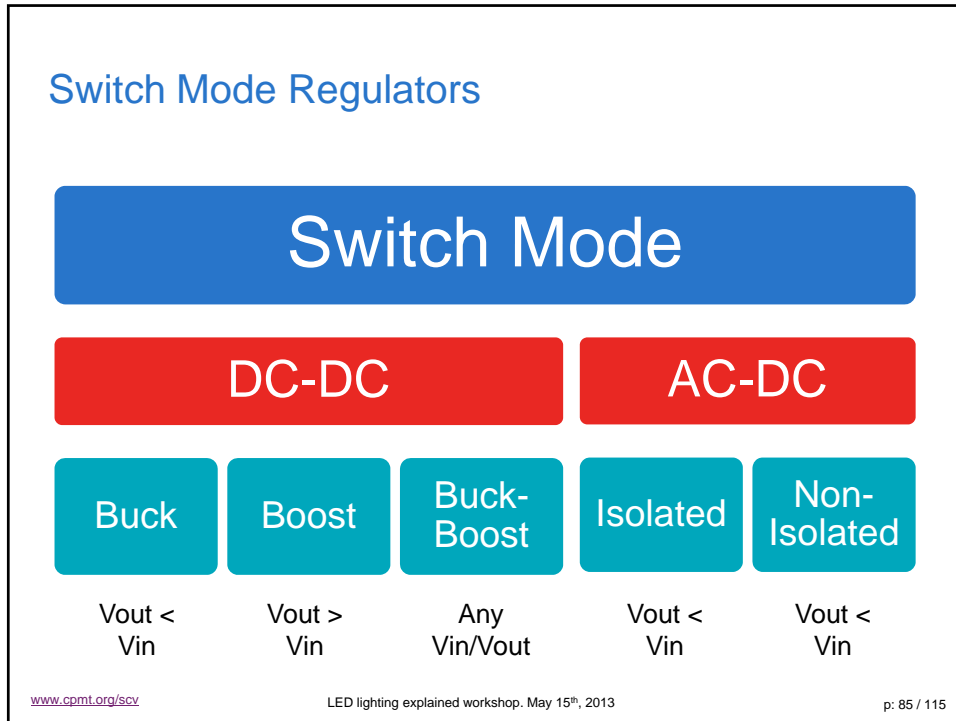 Switch Mode Regulators
Switch Mode
DC-DC
AC-DC
Buck
Boost
Buck-
Boost
Isolated
Non-
Isolated
Vout <
Vin
Vout >
Vin
Any
Vin/Vout
Vout <
Vin
Vout <
Vin
www.cpmt.org/scv
LED lighting explained workshop. May 15th, 2013
p: 85 / 115